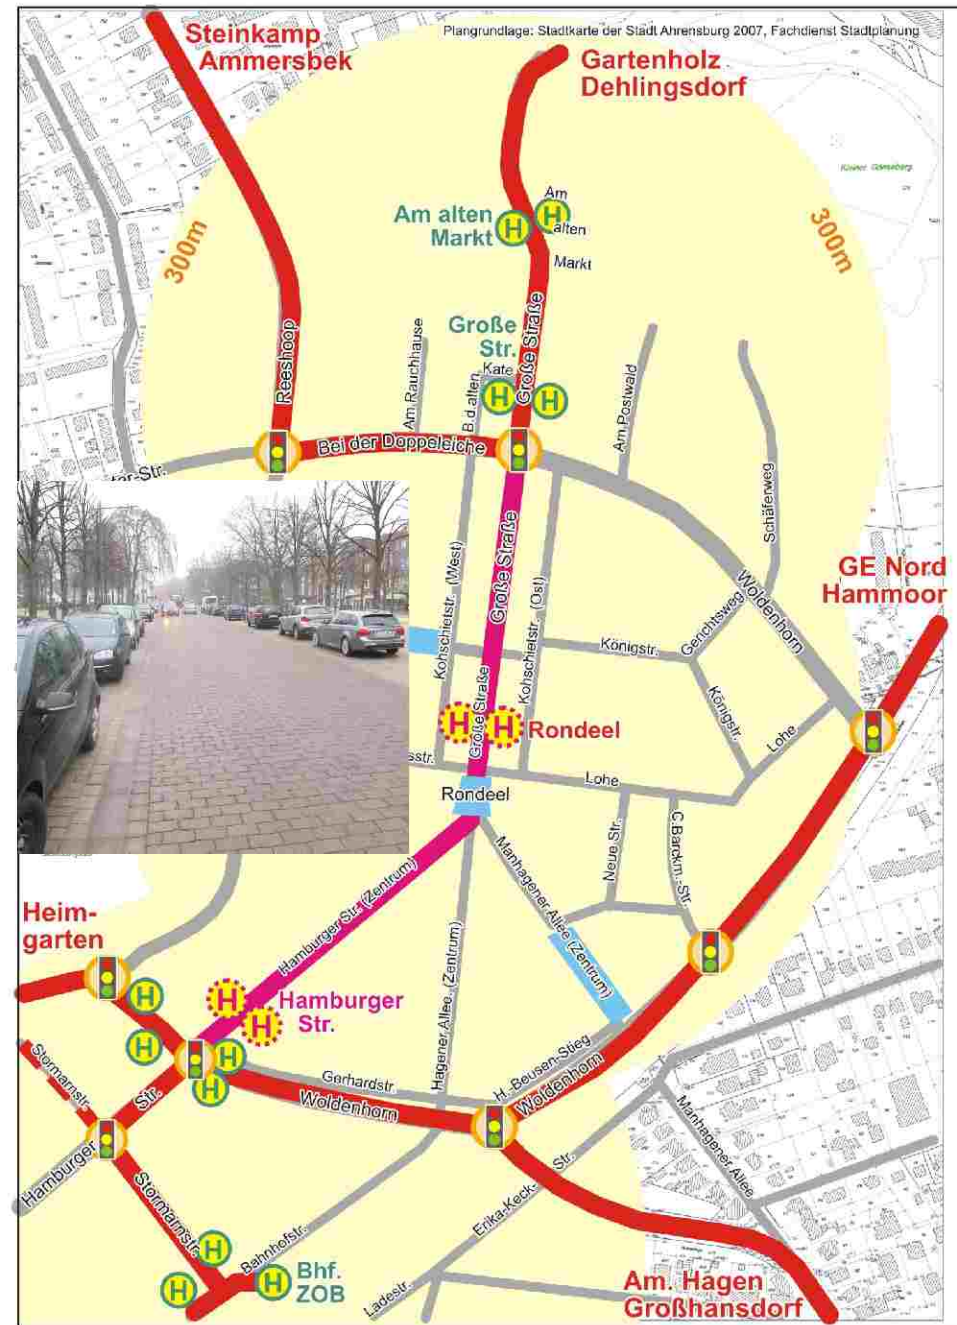 Plangrundlage: Stadtkarte der Stadt Ahrensburg 2007, Fachdienst Stadtplanung
Steinkamp
Ammersbek
Gartenholz
Dehlingsdorf
300m
300m
Am alten
Markt
H
H
Am
alten
Markt
Große
Str.
Kate
B.d.alten
H
H
Große Straße
Reeshoop
Am.Rauchhause
Am.Postwald
Bei der Doppeleiche
Schäferweg
GE Nord
Hammoor
Große Straße
Kohschietstr. (West)
Kohschietstr. (Ost)
Königstr.
Gerichtsweg
Woldenhorn
Königstr.
Lohe
Große Straße
H
H
Rondeel
sstr.
Lohe
Rondeel
Neue Str.
C.Barckm.-Str.
Manhagener Allee (Zentrum)
Hamburger Str. (Zentrum)
Hagener Allee. (Zentrum)
Heim-
garten
H
H
H
Hamburger
Str.
H
H
H
Stormarnstr.
Str.
Hamburger
Gerhardstr.
Woldenhorn
H.-Beusen-Stieg
Woldenhorn
Stormarnstr.
Manhagener Allee
Erika-Keck-
Str.
Bahnhofstr.
H
H
H
Bhf.
ZOB
Ladestr.
Am. Hagen
Großhansdorf